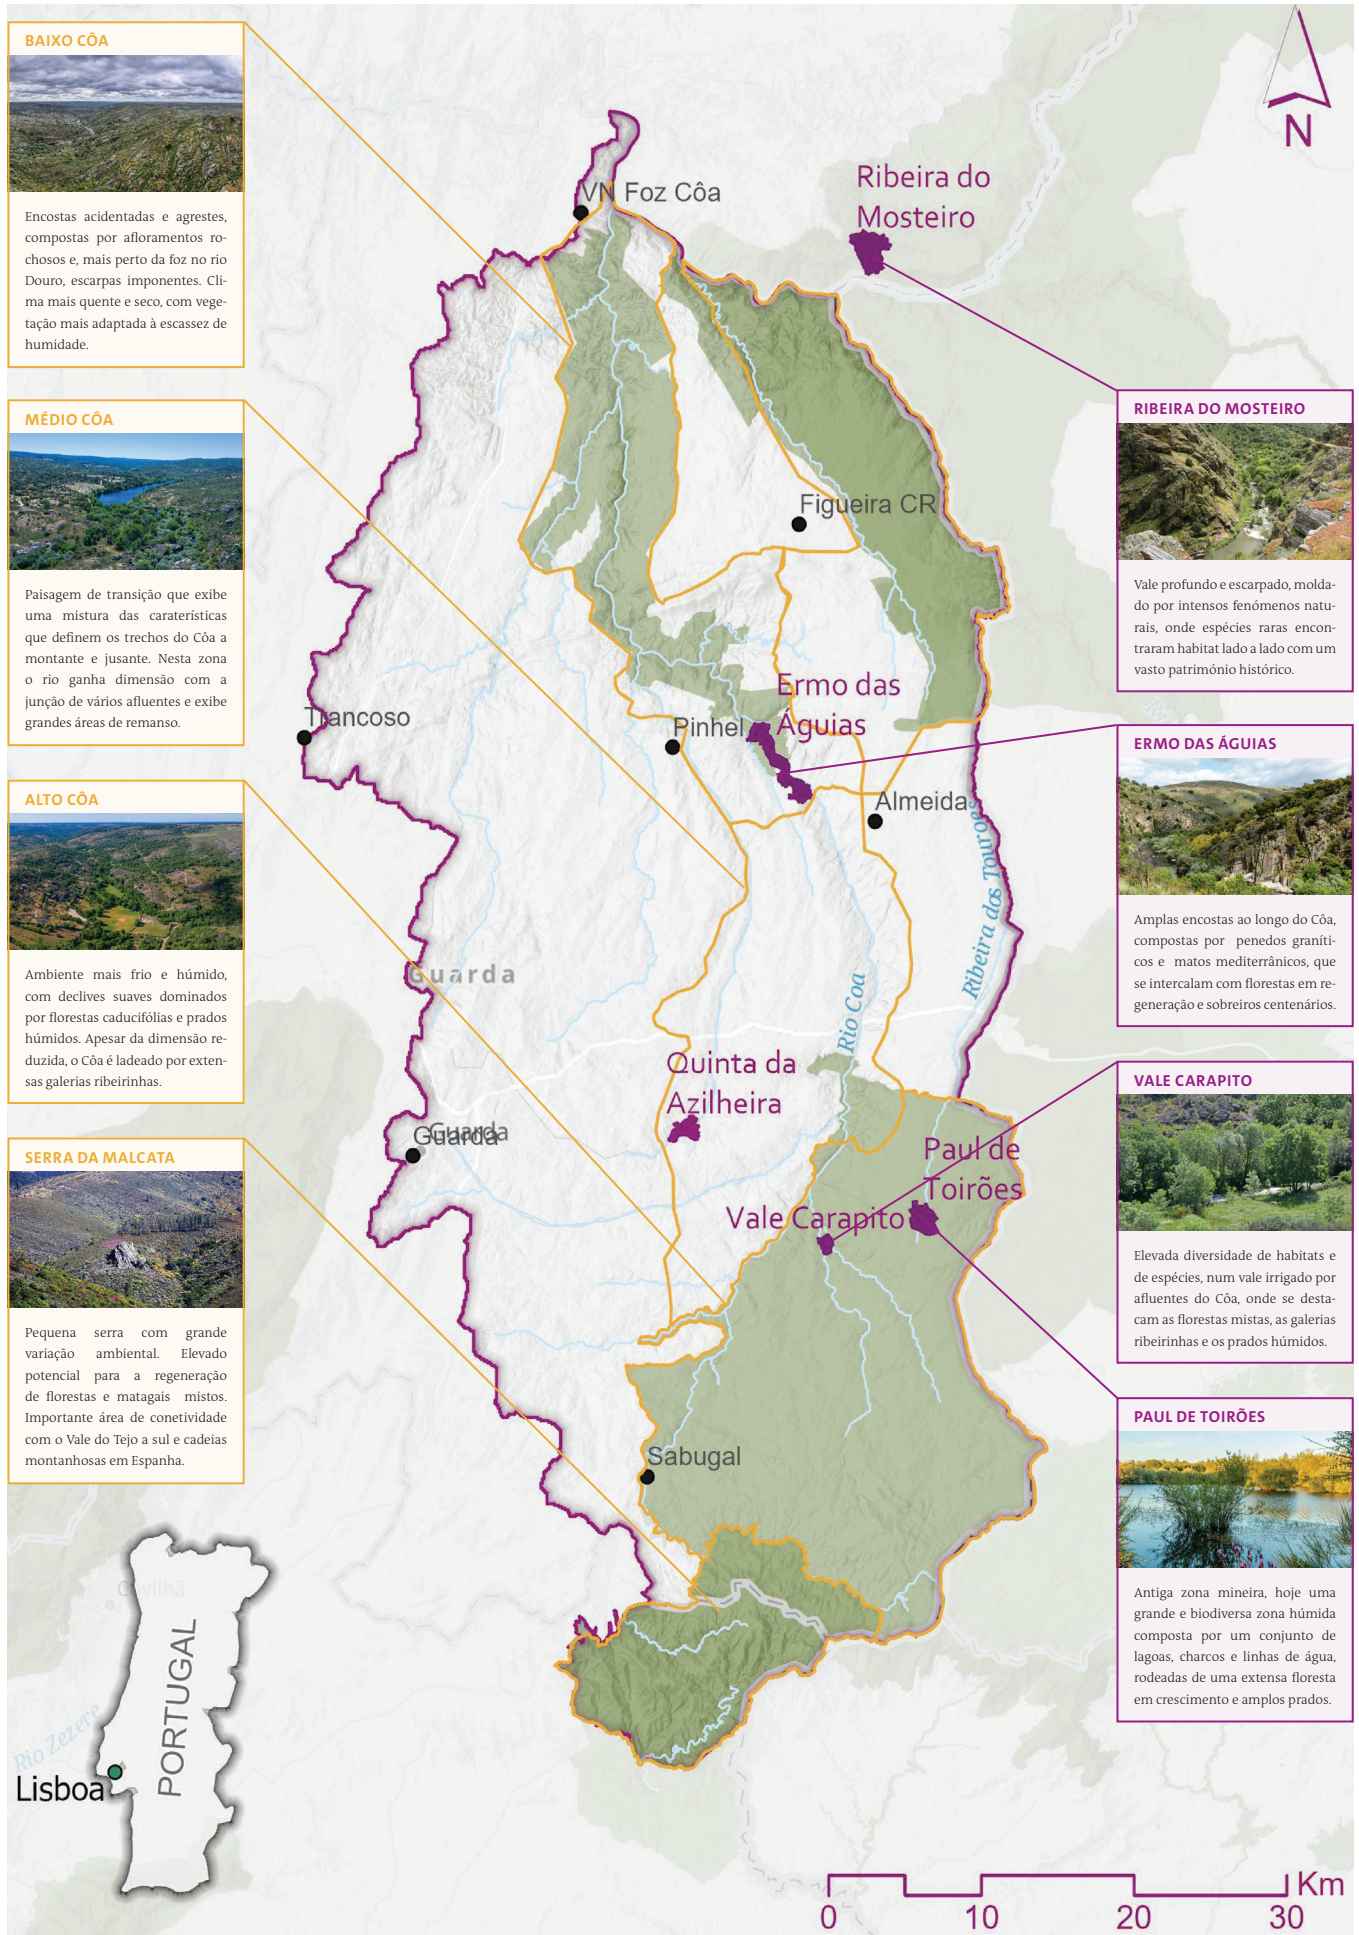 BAIXO CÔA
Encostas acidentadas e agrestes,
compostas por afloramentos ro-
chosos e, mais perto da foz no rio
Douro, escarpas imponentes. Cli-
ma mais quente e seco, com vege-
tação mais adaptada à escassez de
humidade.
MÉDIO CÔA
Paisagem de transição que exibe
uma mistura das caraterísticas
que definem os trechos do Côa a
montante e jusante. Nesta zona
o rio ganha dimensão com a
junção de vários afluentes e exibe
grandes áreas de remanso.
ALTO CÔA
Ambiente mais frio e húmido,
com declives suaves dominados
por florestas caducifólias e prados
húmidos. Apesar da dimensão re-
duzida, o Côa é ladeado por exten-
sas galerias ribeirinhas.
SERRA DA MALCATA
Pequena serra com grande
variação ambiental. Elevado
potencial para a regeneração
de florestas e matagais mistos.
Importante área de conetividade
com o Vale do Tejo a sul e cadeias
montanhosas em Espanha.
N
VN Foz Côa
Ribeira do
Mosteiro
Figueira CR
Ermo das
Águias
Trancoso
Pinhel
Almeida
Ribeira dos Tourões
Rio Coa
Guarda
Quinta da
Azilheira
Guarda
Guarda
Paul de
Toirões
Vale Carapito
Sabugal
RIBEIRA DO MOSTEIRO
Vale profundo e escarpado, molda-
do por intensos fenómenos natu-
rais, onde espécies raras encon-
traram habitat lado a lado com um
vasto património histórico.
ERMO DAS ÁGUIAS
Amplas encostas ao longo do Côa,
compostas por penedos graníti-
cos e matos mediterrânicos, que
se intercalam com florestas em re-
generação e sobreiros centenários.
VALE CARAPITO
Elevada diversidade de habitats e
de espécies, num vale irrigado por
afluentes do Côa, onde se desta-
cam as florestas mistas, as galerias
ribeirinhas e os prados húmidos.
PAUL DE TOIRÕES
Antiga zona mineira, hoje uma
grande e biodiversa zona húmida
composta por um conjunto de
lagoas, charcos e linhas de água,
rodeadas de uma extensa floresta
em crescimento e amplos prados.
Covilhã
PORTUGAL
Rio Zezere
Lisboa
Km
0 10 20 30